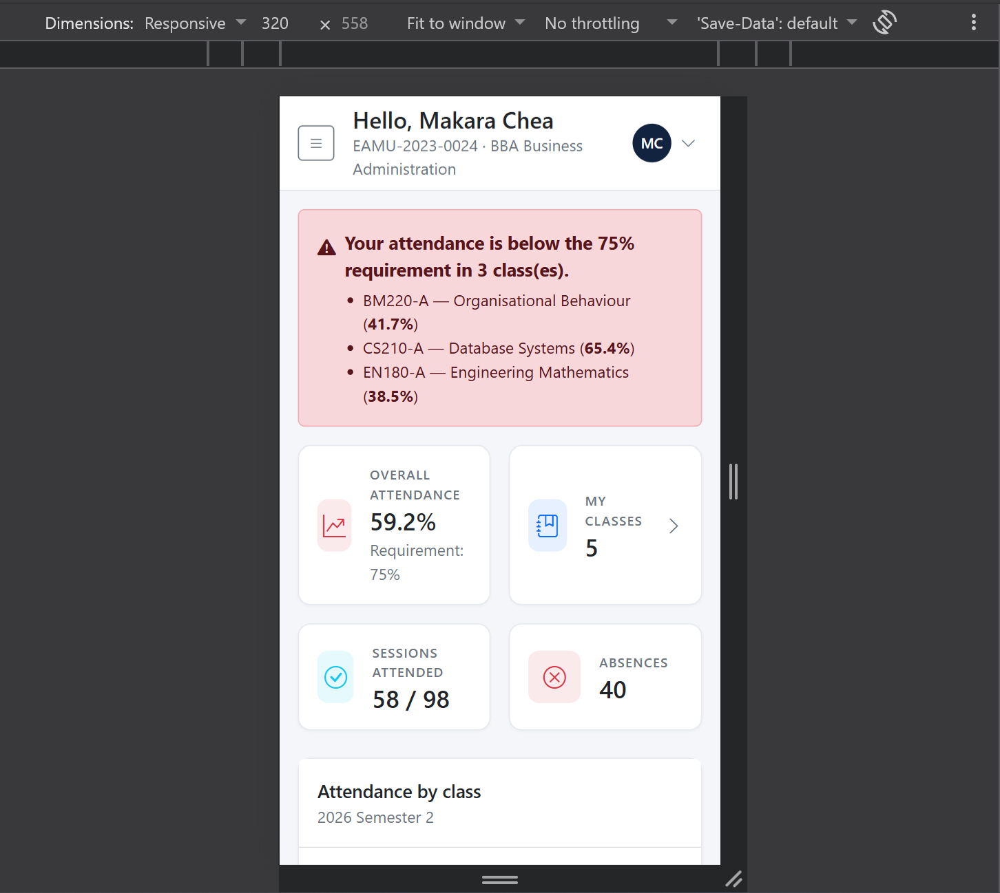 Dimensions: Responsive 320 × 558 Fit to window No throttling 'Save-Data': default
Hello, Makara Chea
EAMU-2023-0024 · BBA Business
Administration
MC
Your attendance is below the 75%
requirement in 3 class(es).
• BM220-A — Organisational Behaviour
(41.7%)
• CS210-A — Database Systems (65.4%)
• EN180-A — Engineering Mathematics
(38.5%)
OVERALL
ATTENDANCE
59.2%
Requirement:
75%
MY
CLASSES
5
SESSIONS
ATTENDED
58 / 98
ABSENCES
40
Attendance by class
2026 Semester 2